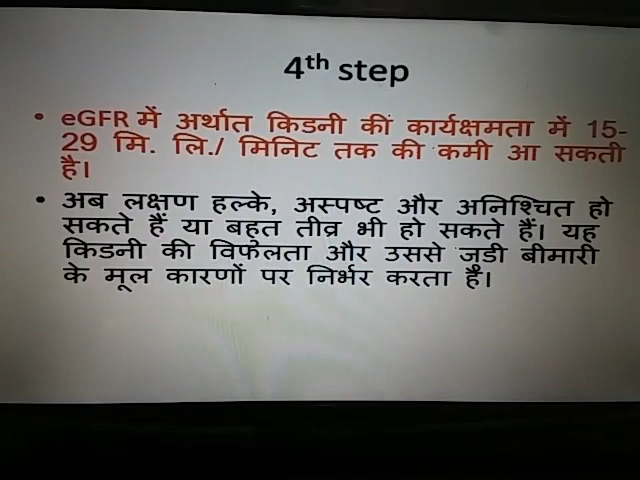 4th step
• eGFR में अर्थात किडनी कीं कार्यक्षमता में 15-
29 मि. लि./ मिनिट तक की कमी आ सकती
है।
• अब लक्षण हल्के, अस्पष्ट और अनिश्चित हो
सकते हैं या बहुत तीव्र भी हो सकते हैं। यह
किडनी की विफलता और उससे जुडी बीमारी
के मूल कारणों पर निर्भर करता है।